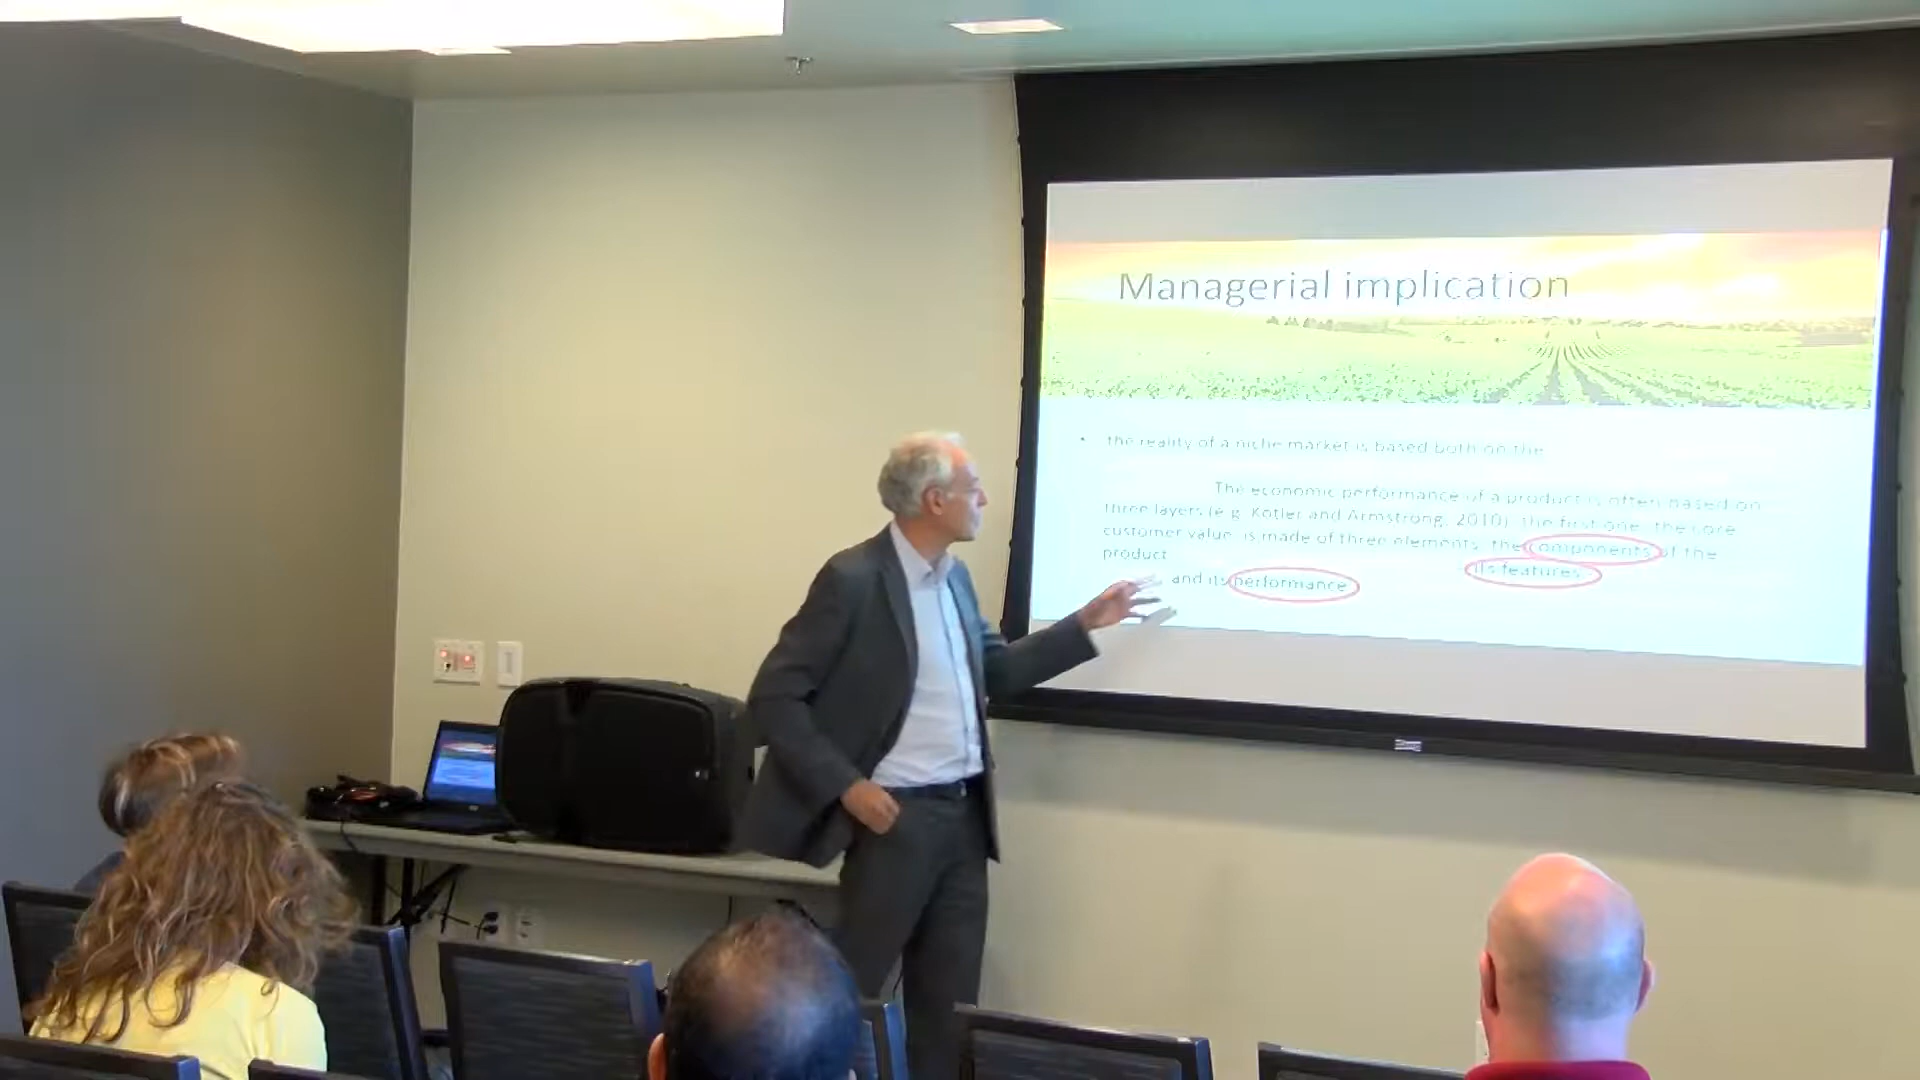 Managerial implication
• the reality of a niche market is based both on the
The economic performance of a product is often based on
three layers (e.g. Kotler and Armstrong, 2010). The first one, the core
customer value, is made of three elements, the components of the
product
its features,
and its performance